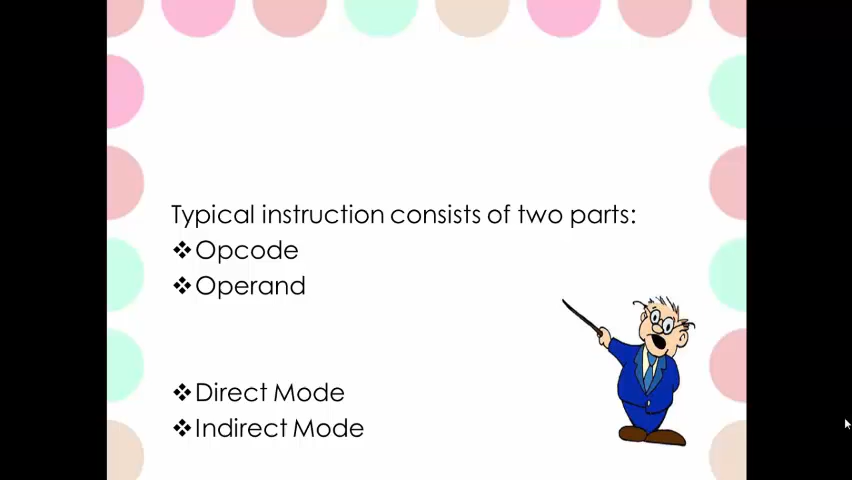 Typical instruction consists of two parts:
❖Opcode
❖Operand
❖Direct Mode
❖Indirect Mode